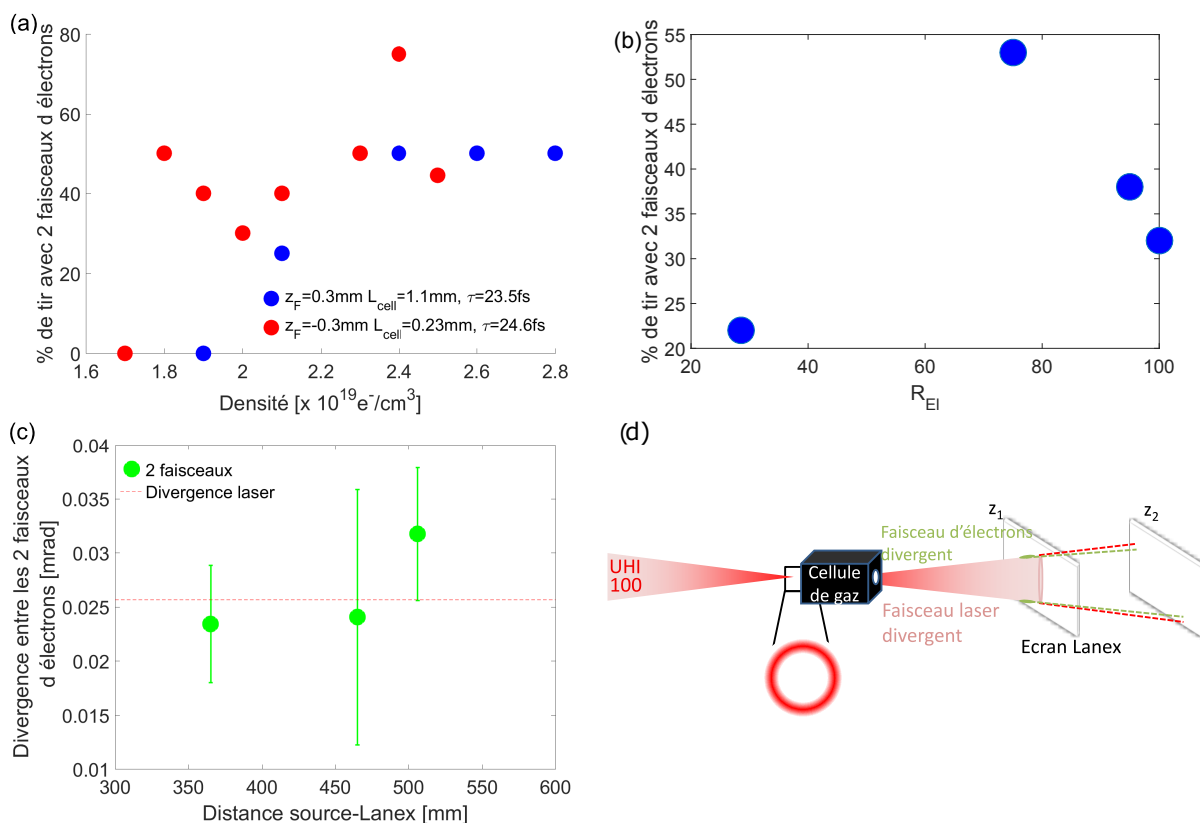 (a)
% de tir avec 2 faisceaux d électrons
80
60
40
20
0
1.6
1.8
2
2.2
2.4
2.6
2.8
Densité [x 10^19e^-/cm^3]
z_F=0.3mm L_cell=1.1mm, τ=23.5fs
z_F=-0.3mm L_cell=0.23mm, τ=24.6fs
(b)
% de tir avec 2 faisceaux d électrons
55
50
45
40
35
30
25
20
20
40
60
80
100
R_El
(c)
Divergence entre les 2 faisceaux
d électrons [mrad]
0.04
0.035
0.03
0.025
0.02
0.015
0.01
300
350
400
450
500
550
600
Distance source-Lanex [mm]
2 faisceaux
Divergence laser
(d)
z_1
z_2
Faisceau d’électrons
divergent
UHI
100
Cellule
de gaz
Faisceau laser
divergent
Ecran Lanex